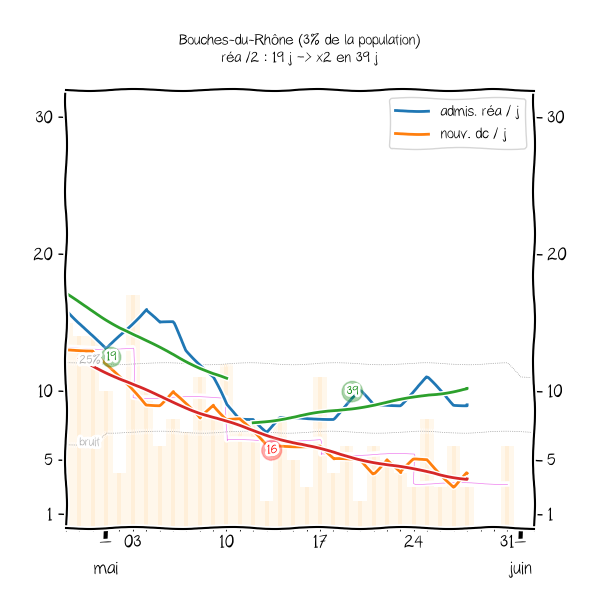 Bouches-du-Rhône (3% de la population)
réa /2 : 19 j -> x2 en 39 j
admis. réa / j
nouv. dc / j
30
30
20
20
25%
19
39
10
10
bruit
16
5
5
1
1
03
10
17
24
31
mai
juin